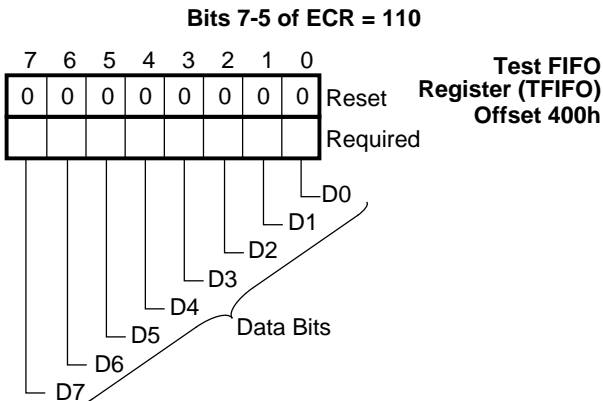 Bits 7-5 of ECR = 110
7 6 5 4 3 2 1 0
Test FIFO
0 0 0 0 0 0 0 0 Reset
Register (TFIFO)
Offset 400h
Required
D0
D1
D2
D3
D4
Data Bits
D5
D6
D7